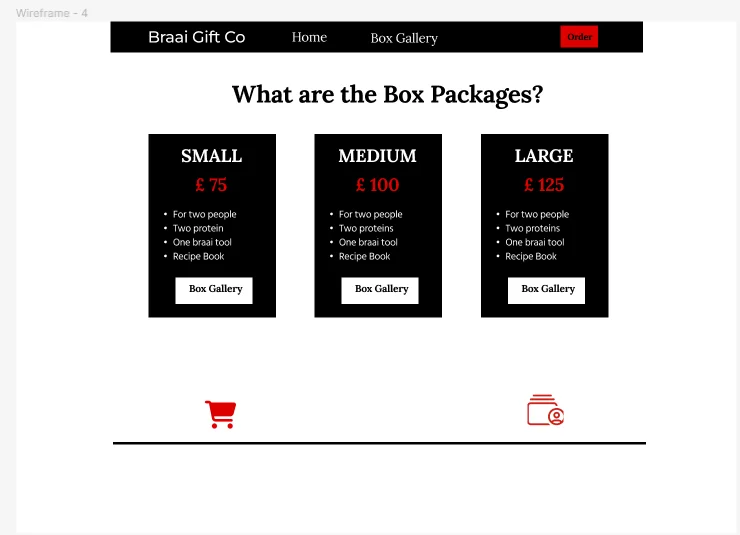 Wireframe - 4
Braai Gift Co Home Box Gallery Order
What are the Box Packages?
SMALL
£ 75
• For two people
• Two protein
• One braai tool
• Recipe Book
Box Gallery
MEDIUM
£ 100
• For two people
• Two proteins
• One braai tool
• Recipe Book
Box Gallery
LARGE
£ 125
• For two people
• Two proteins
• One braai tool
• Recipe Book
Box Gallery